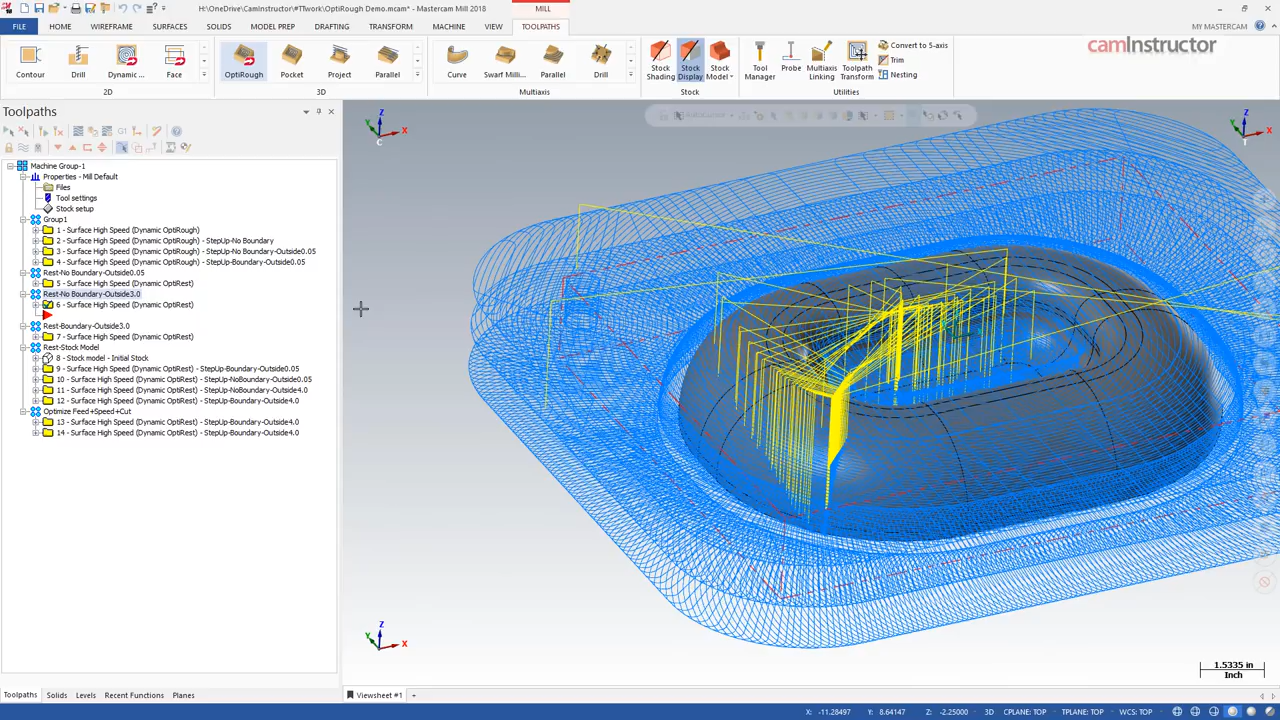 H:\OneDrive\CamInstructor\*TTwork\OptiRough Demo.mcam* - Mastercam Mill 2018
MILL
FILE HOME WIREFRAME SURFACES SOLIDS MODEL PREP DRAFTING TRANSFORM MACHINE VIEW TOOLPATHS MY MASTERCAM
camInstructor
Contour Drill Dynamic ... Face
OptiRough Pocket Project Parallel
Curve Swarf Milli... Parallel Drill
Stock Shading
Stock Display
Stock Model
Tool Manager
Probe
Multiaxis Linking
Toolpath Transform
Convert to 5-axis
Trim
Nesting
2D 3D Multiaxis Stock Utilities
Toolpaths
G1
Machine Group-1
Properties - Mill Default
Files
Tool settings
Stock setup
Group1
1 - Surface High Speed (Dynamic OptiRough)
2 - Surface High Speed (Dynamic OptiRough) - StepUp-No Boundary
3 - Surface High Speed (Dynamic OptiRough) - StepUp-No Boundary-Outside0.05
4 - Surface High Speed (Dynamic OptiRough) - StepUp-Boundary-Outside0.05
Rest-No Boundary-Outside0.05
5 - Surface High Speed (Dynamic OptiRest)
Rest-No Boundary-Outside3.0
6 - Surface High Speed (Dynamic OptiRest)
Rest-Boundary-Outside3.0
7 - Surface High Speed (Dynamic OptiRest)
Rest-Stock Model
8 - Stock model - Initial Stock
9 - Surface High Speed (Dynamic OptiRest) - StepUp-Boundary-Outside0.05
10 - Surface High Speed (Dynamic OptiRest) - StepUp-NoBoundary-Outside0.05
11 - Surface High Speed (Dynamic OptiRest) - StepUp-NoBoundary-Outside4.0
12 - Surface High Speed (Dynamic OptiRest) - StepUp-Boundary-Outside4.0
Optimize Feed+Speed+Cut
13 - Surface High Speed (Dynamic OptiRest) - StepUp-Boundary-Outside4.0
14 - Surface High Speed (Dynamic OptiRest) - StepUp-Boundary-Outside4.0
Z
Y X
C
Z
Y X
T
Z
Y X
1.5335 in
Inch
Toolpaths Solids Levels Recent Functions Planes
Viewsheet #1 +
X: -11.28497 Y: 8.64147 Z: -2.25000 3D CPLANE: TOP TPLANE: TOP WCS: TOP